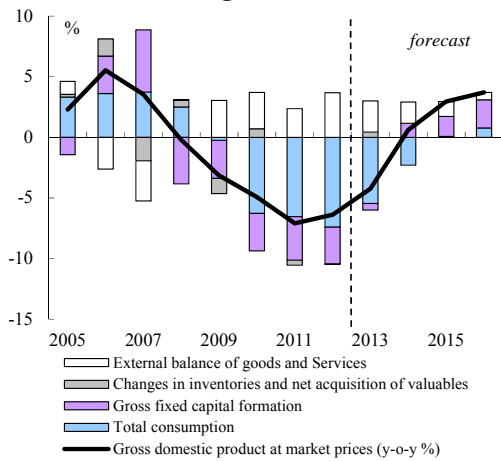 10
%
forecast
5
0
-5
-10
-15
2005 2007 2009 2011 2013 2015
External balance of goods and Services
Changes in inventories and net acquisition of valuables
Gross fixed capital formation
Total consumption
Gross domestic product at market prices (y-o-y %)